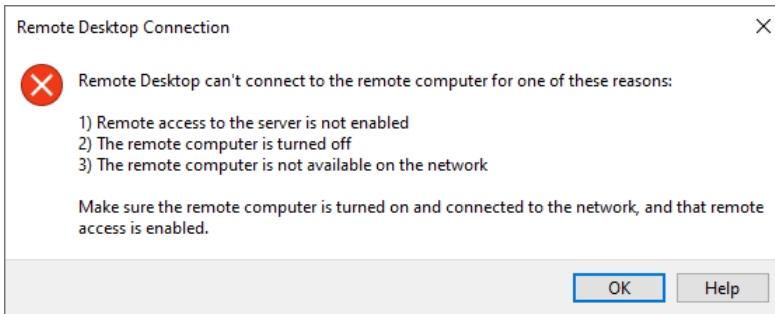 Remote Desktop Connection
Remote Desktop can't connect to the remote computer for one of these reasons:
1) Remote access to the server is not enabled
2) The remote computer is turned off
3) The remote computer is not available on the network
Make sure the remote computer is turned on and connected to the network, and that remote
access is enabled.
OK
Help